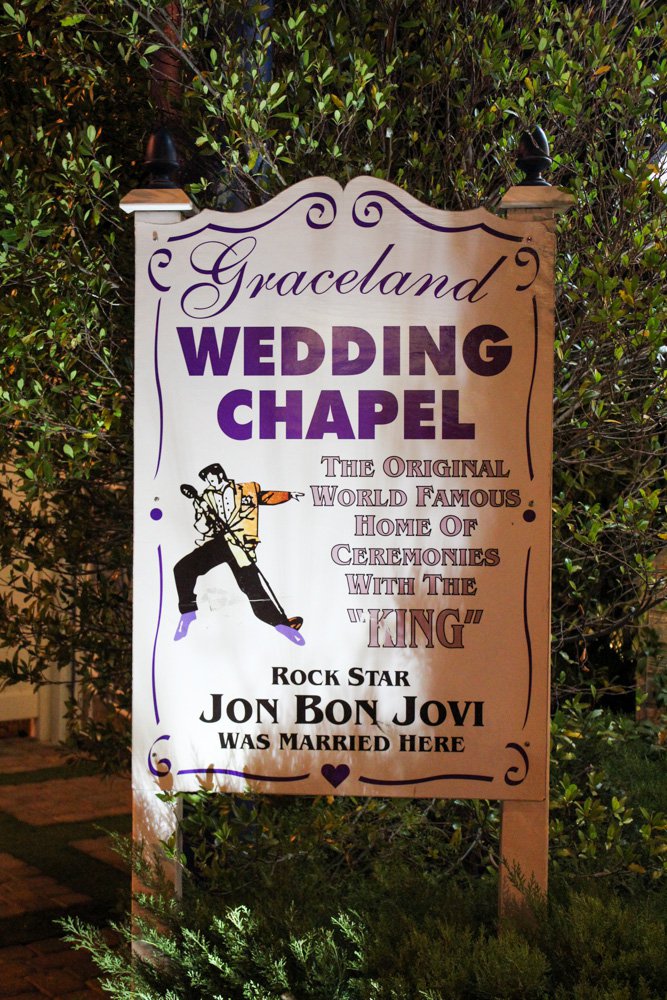 Graceland
WEDDING
CHAPEL
THE ORIGINAL
WORLD FAMOUS
HOME OF
CEREMONIES
WITH THE
"KING"
ROCK STAR
JON BON JOVI
WAS MARRIED HERE